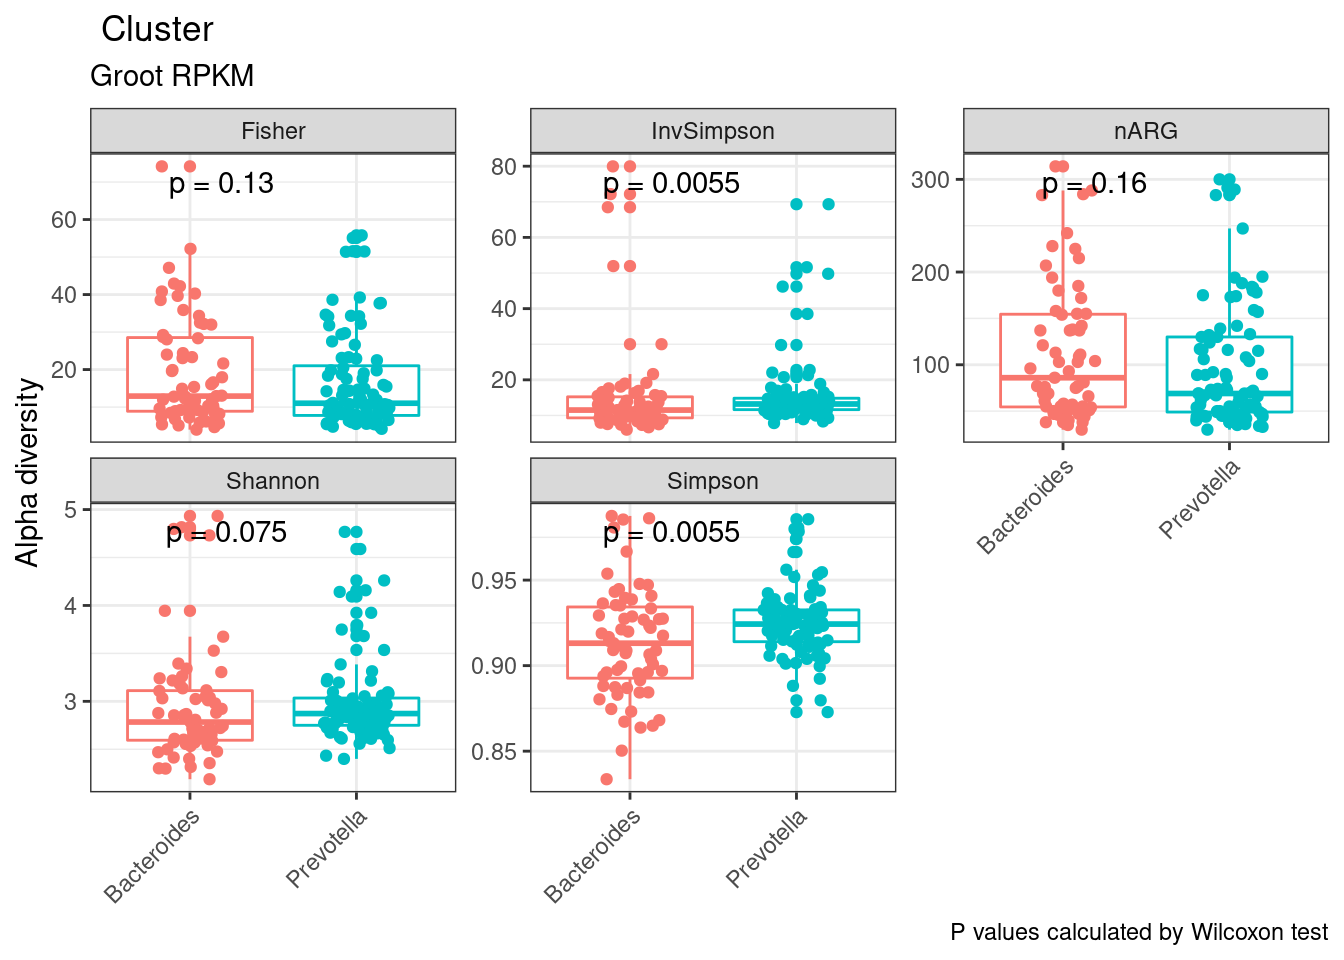 Cluster
Groot RPKM
Fisher
InvSimpson
nARG
p = 0.13
p = 0.0055
p = 0.16
60
40
20
80
60
40
20
300
200
100
Alpha diversity
Bacteroides
Prevotella
Shannon
Simpson
p = 0.075
p = 0.0055
5
4
3
0.95
0.90
0.85
Bacteroides
Prevotella
Bacteroides
Prevotella
P values calculated by Wilcoxon test